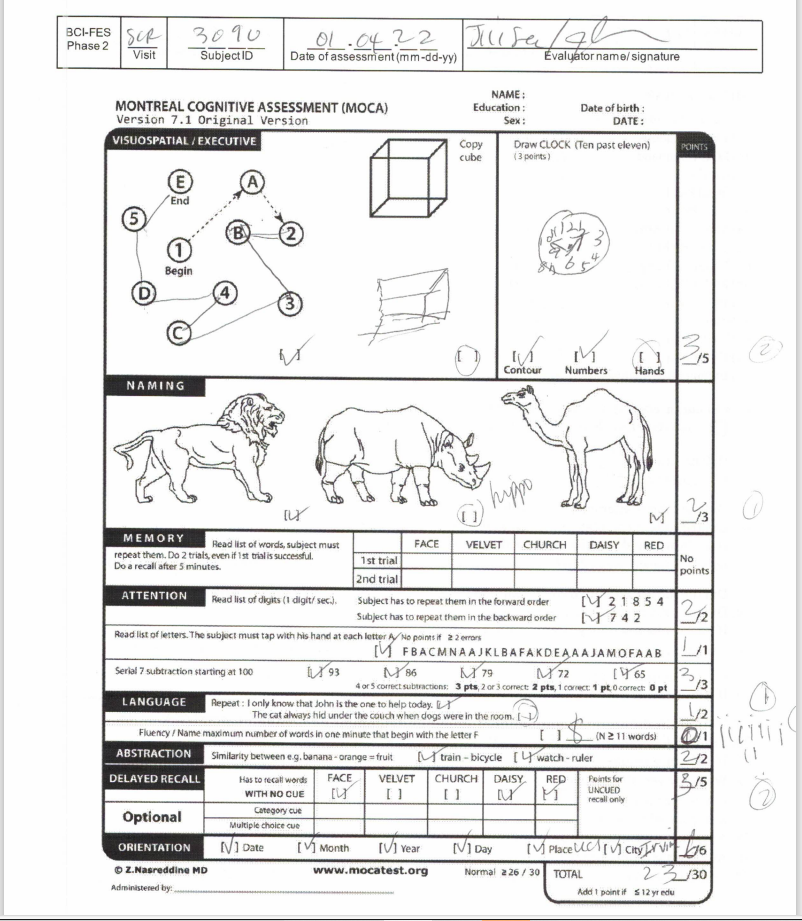 BCI-FES
Phase 2
SCR
Visit
3090
Subject ID
01.04.22
Date of assessment (mm-dd-yy)
Evaluator name/ signature
MONTREAL COGNITIVE ASSESSMENT (MOCA)
Version 7.1 Original Version
NAME :
Education :
Sex :
Date of birth :
DATE :
VISUOSPATIAL / EXECUTIVE
E
End
A
5
B
2
1
Begin
D
4
3
C
[✓]
Copy
cube
[ ]
Draw CLOCK (Ten past eleven)
(3 points)
[✓]
Contour
[✓]
Numbers
[ ]
Hands
POINTS
3/5
2
NAMING
[✓]
[ ] hippo
[✓]
2/3
1
MEMORY
Read list of words, subject must
repeat them. Do 2 trials, even if 1st trial is successful.
Do a recall after 5 minutes.
FACE VELVET CHURCH DAISY RED
1st trial
2nd trial
No
points
ATTENTION
Read list of digits (1 digit/ sec.).
Subject has to repeat them in the forward order [✓] 2 1 8 5 4
Subject has to repeat them in the backward order [✓] 7 4 2
2/2
Read list of letters. The subject must tap with his hand at each letter A. No points if ≥ 2 errors
[✓] F B A C M N A A J K L B A F A K D E A A A J A M O F A A B
1/1
Serial 7 subtraction starting at 100 [✓] 93 [✓] 86 [✓] 79 [✓] 72 [✓] 65
4 or 5 correct subtractions: 3 pts, 2 or 3 correct: 2 pts, 1 correct: 1 pt, 0 correct: 0 pt
3/3
LANGUAGE
Repeat : I only know that John is the one to help today. [✓]
The cat always hid under the couch when dogs were in the room. [ ]
1/2
1
Fluency / Name maximum number of words in one minute that begin with the letter F [ ] (N ≥ 11 words)
0/1
ABSTRACTION
Similarity between e.g. banana - orange = fruit [✓] train – bicycle [✓] watch - ruler
2/2
DELAYED RECALL
Has to recall words
WITH NO CUE
FACE
[✓]
VELVET
[ ]
CHURCH
[ ]
DAISY
[✓]
RED
[✓]
Points for
UNCUED
recall only
3/5
2
Optional
Category cue
Multiple choice cue
ORIENTATION
[✓] Date [✓] Month [✓] Year [✓] Day [✓] Place UCI [✓] City Irvine
6/6
© Z.Nasreddine MD
www.mocatest.org
Normal ≥26 / 30
TOTAL 23/30
Add 1 point if ≤ 12 yr edu
Administered by: